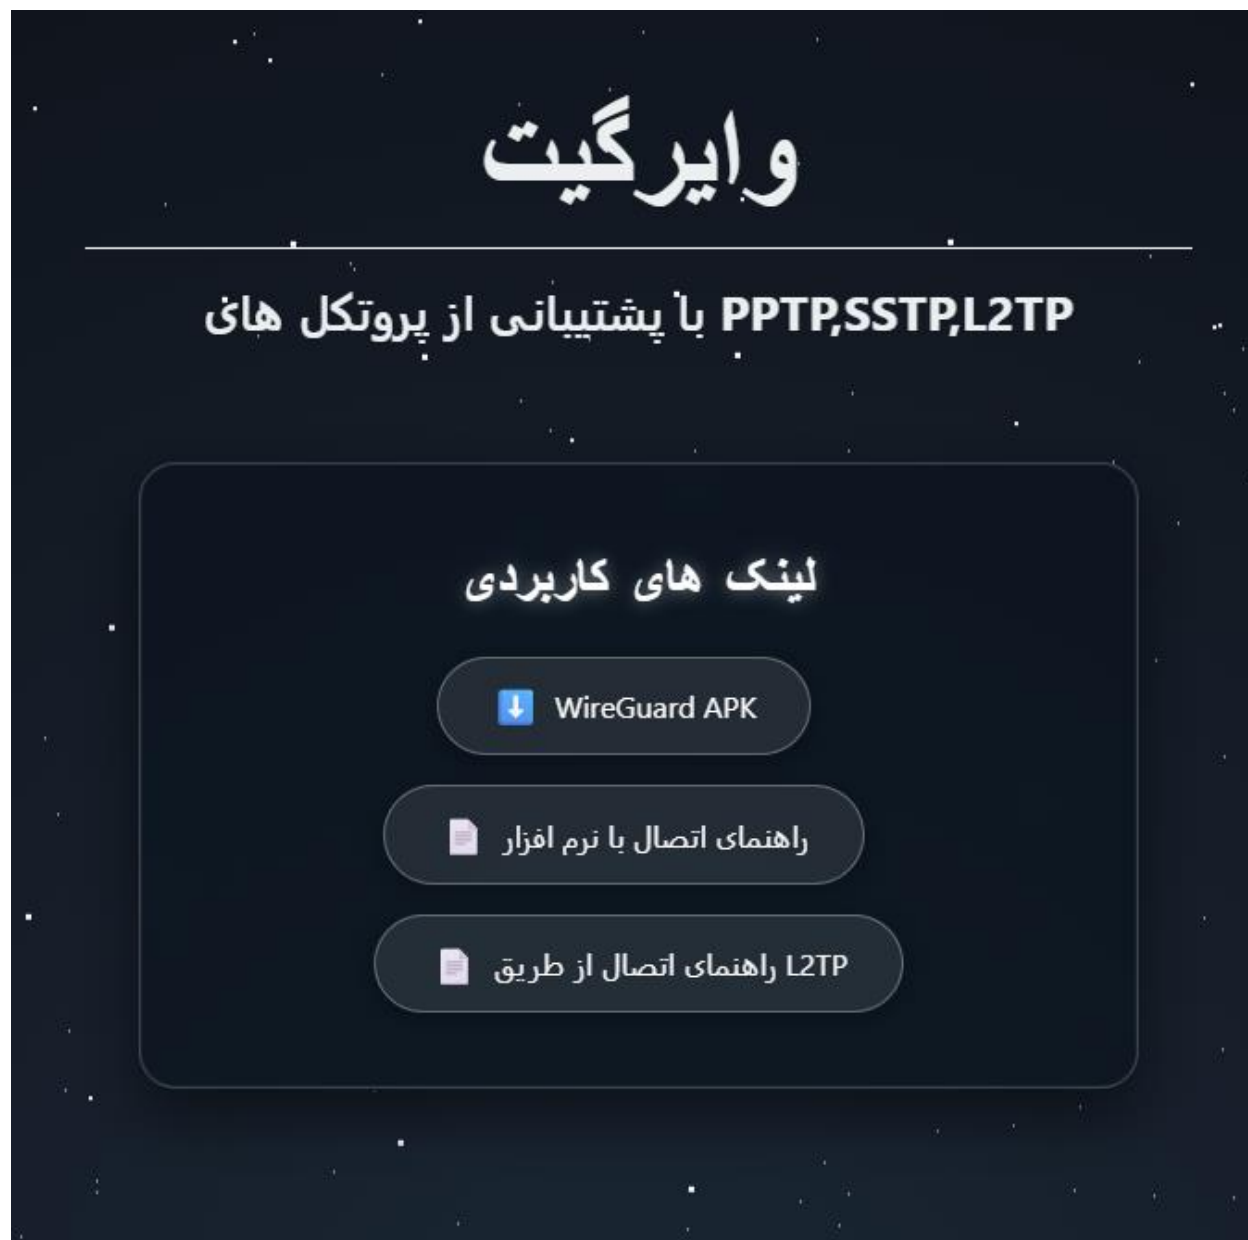 وایرگیت
با پشتیبانی از پروتکل های PPTP,SSTP,L2TP
لینک های کاربردی
⬇️ WireGuard APK
راهنمای اتصال با نرم افزار 📄
راهنمای اتصال از طریق L2TP 📄